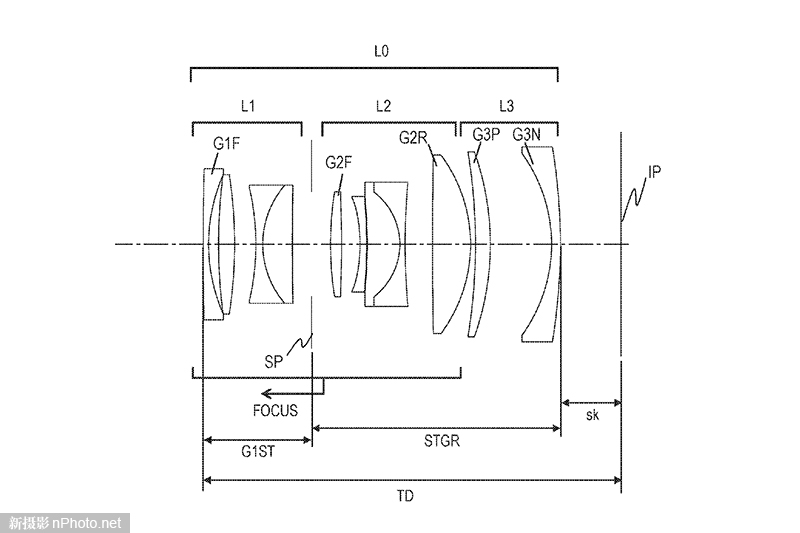 L0
L1 L2 L3
G1F G2F G2R G3P G3N
IP
SP
FOCUS
sk
G1ST STGR
TD
新摄影 nPhoto.net